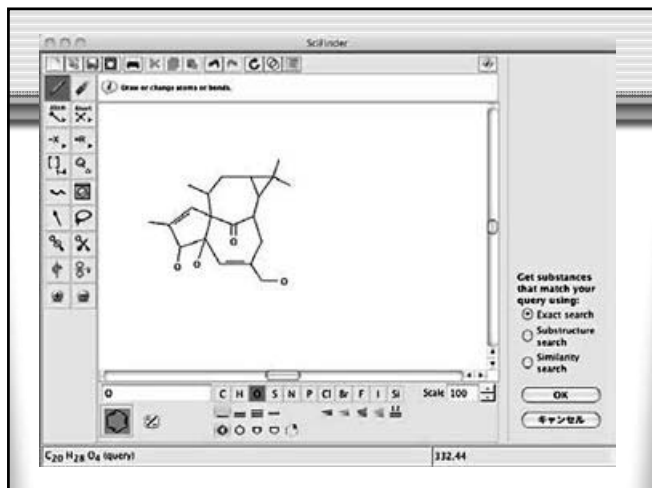 SciFinder
Draw or change atoms or bonds.
O
O
O
O
Get substances
that match your
query using:
Exact search
Substructure
search
Similarity
search
O
C H O S N P Cl Br F I Si
Scale 100
OK
キャンセル
C20 H28 O4 (query)
332.44